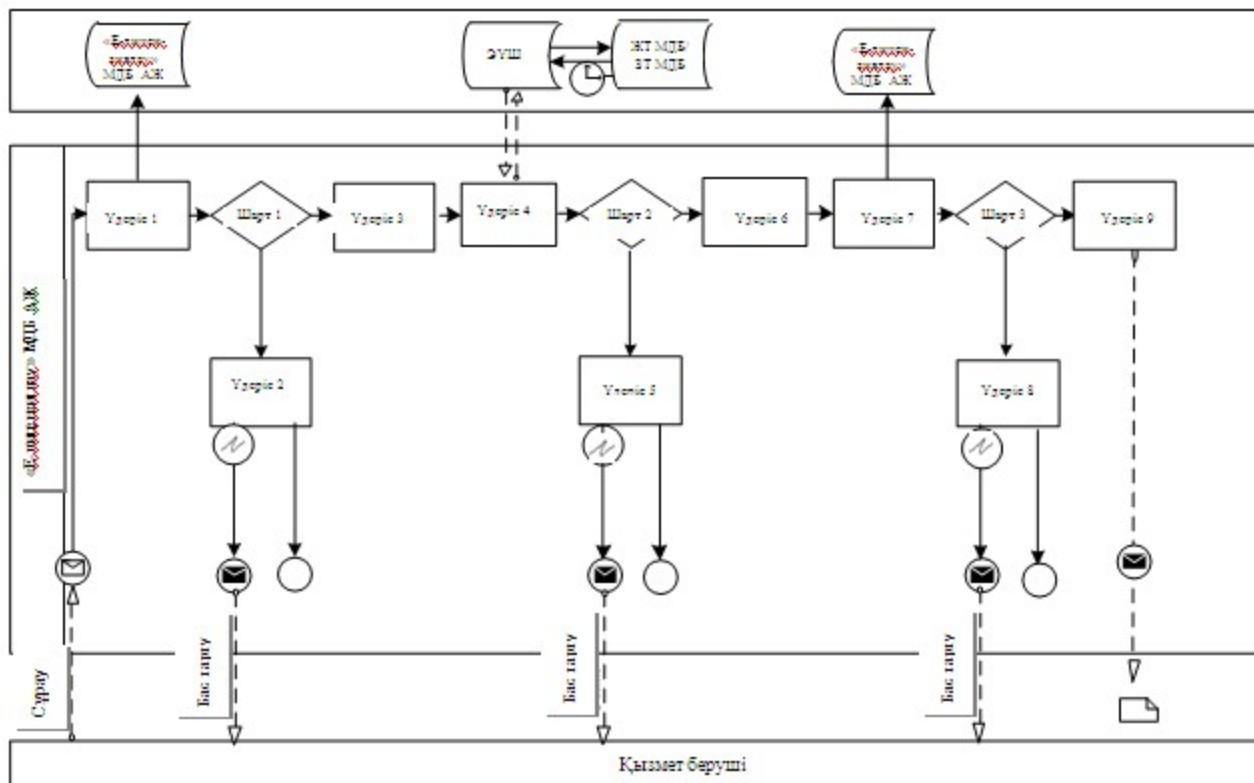 МДБ АЖ
ЭҮШ
ЖТ МДБ/
ЗТ МДБ
МДБ АЖ
Үдеріс 1
Шарт 1
Үдеріс 3
Үдеріс 4
Шарт 2
Үдеріс 6
Үдеріс 7
Шарт 3
Үдеріс 9
МДБ АЖ
Үдеріс 2
Үдеріс 5
Үдеріс 8
Сұрау
Бас тарту
Бас тарту
Бас тарту
Қызмет беруші